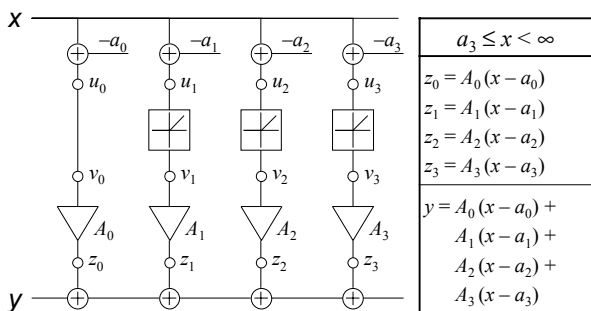 x
−a₀ −a₁ −a₂ −a₃
u₀ u₁ u₂ u₃
v₀ v₁ v₂ v₃
A₀ A₁ A₂ A₃
z₀ z₁ z₂ z₃
y
a₃ ≤ x < ∞
z₀ = A₀(x − a₀)
z₁ = A₁(x − a₁)
z₂ = A₂(x − a₂)
z₃ = A₃(x − a₃)
y = A₀(x − a₀) +
A₁(x − a₁) +
A₂(x − a₂) +
A₃(x − a₃)